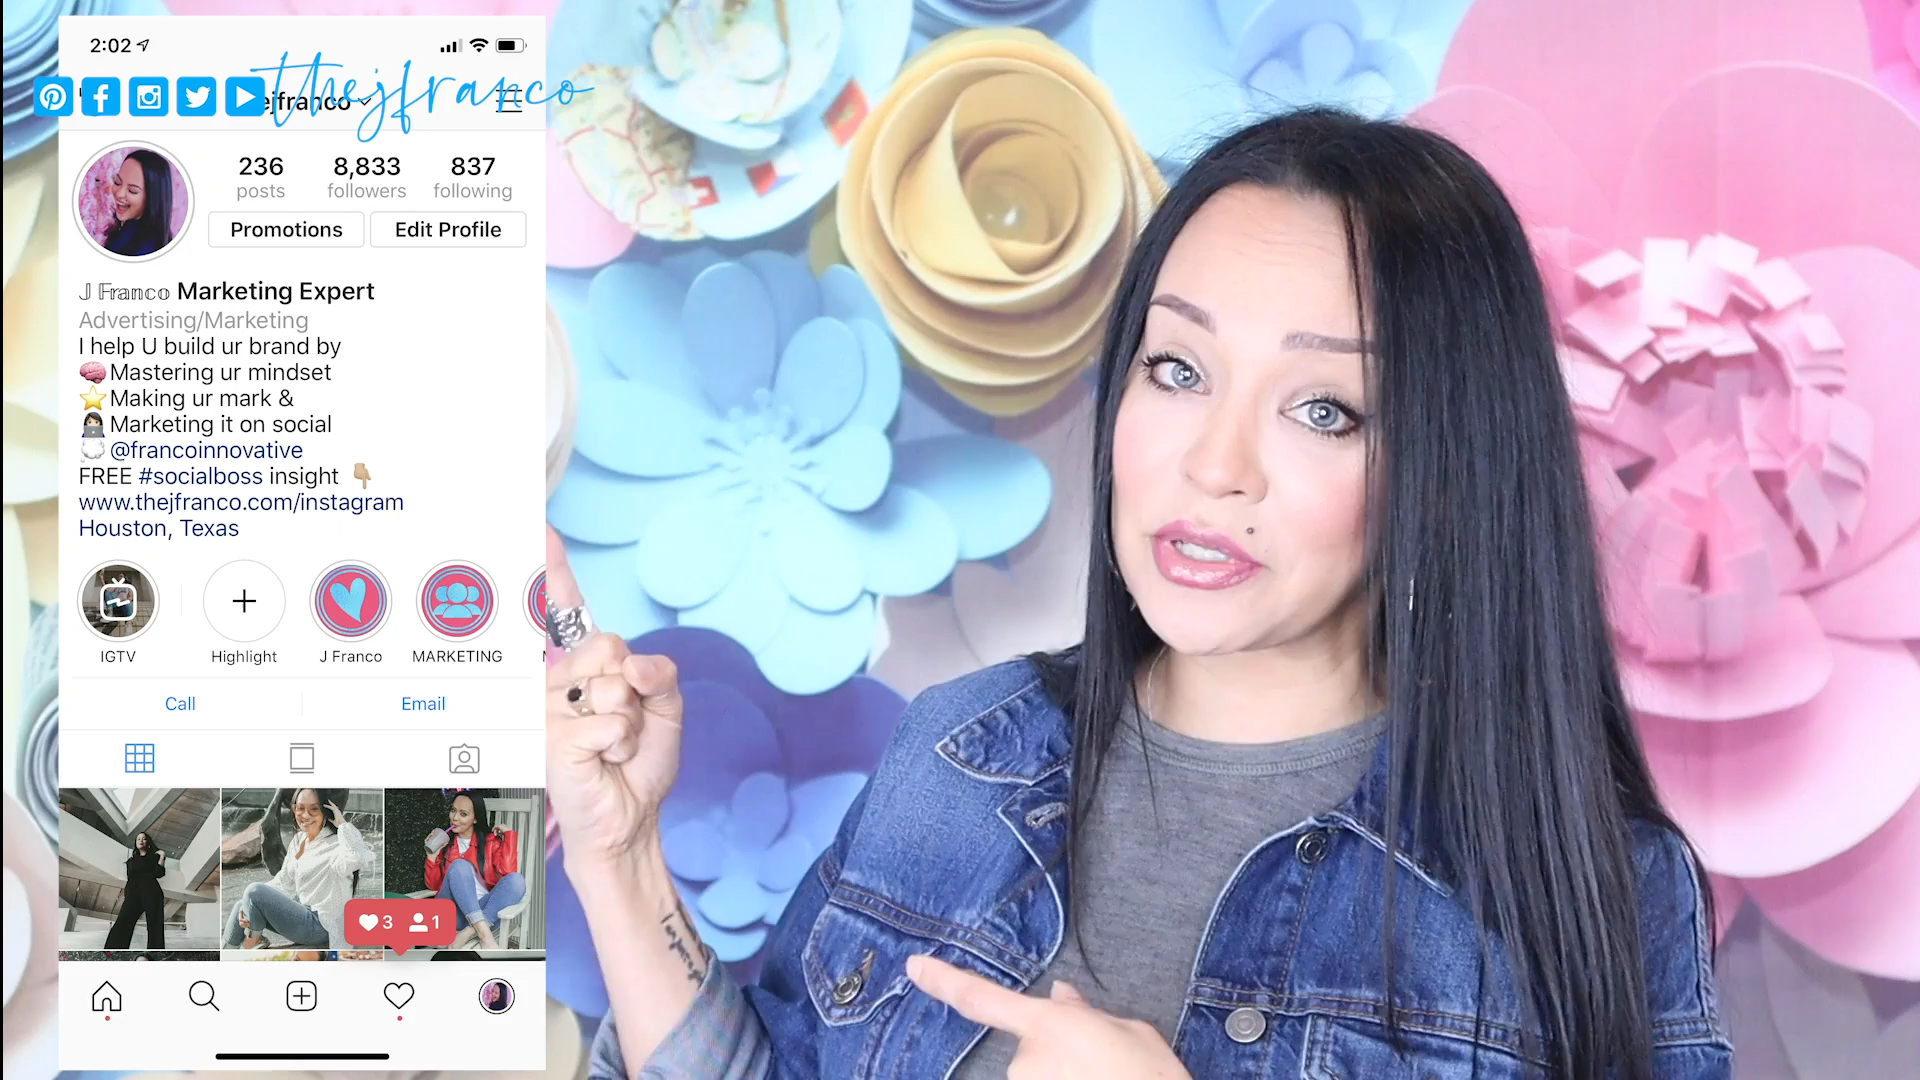 2:02
thejfranco
ejfranco
236 8,833 837
posts followers following
Promotions Edit Profile
J Franco Marketing Expert
Advertising/Marketing
I help U build ur brand by
🧠Mastering ur mindset
⭐Making ur mark &
👩🏻‍💻Marketing it on social
💭@francoinnovative
FREE #socialboss insight 👇🏼
www.thejfranco.com/instagram
Houston, Texas
IGTV Highlight J Franco MARKETING
Call Email
3 1